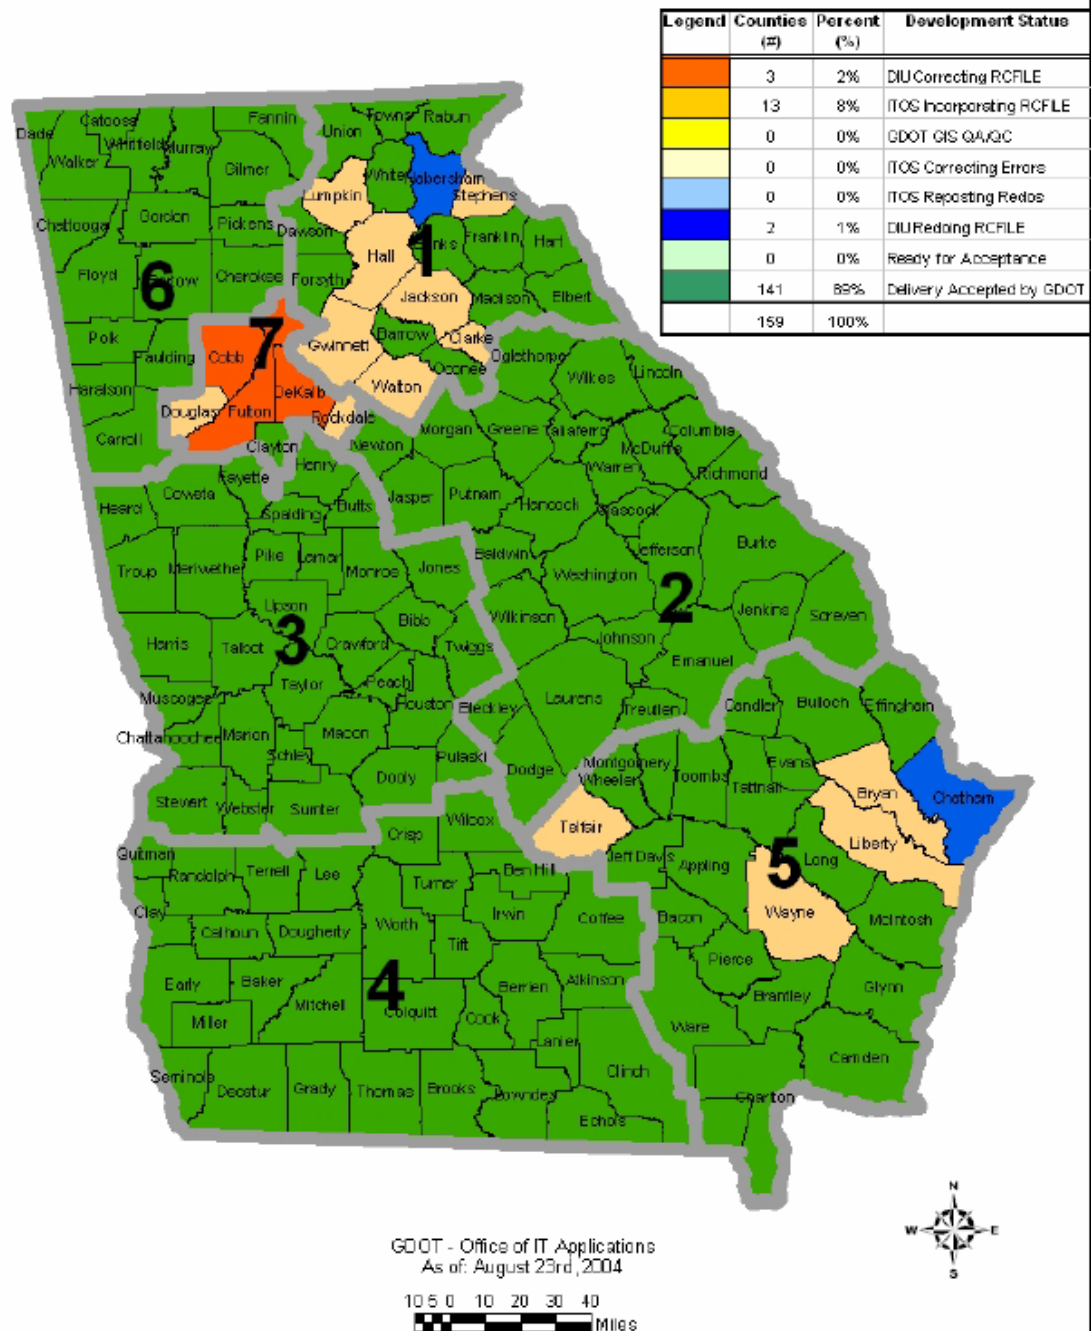 Legend Counties (#) Percent (%) Development Status
3 2% DIU Correcting RCFILE
13 8% ITOS Incorporating RCFILE
0 0% GDOT GIS QA/QC
0 0% ITOS Correcting Errors
0 0% ITOS Reposting Redos
2 1% DIU Redoing RCFILE
0 0% Ready for Acceptance
141 89% Delivery Accepted by GDOT
159 100%
Dade
Catoosa
Whitfield
Murray
Fannin
Union
Towns
Rabun
Walker
Gilmer
Lumpkin
White
Habersham
Stephens
Chattooga
Gordon
Pickens
Dawson
Hall
Banks
Franklin
Hart
Floyd
Cherokee
Forsyth
1
Jackson
Madison
Elbert
6
Polk
Paulding
Cobb
7
Gwinnett
Barrow
Clarke
Oconee
Oglethorpe
Wilkes
Lincoln
Haralson
Douglas
Fulton
DeKalb
Rockdale
Walton
Carroll
Clayton
Newton
Morgan
Greene
Taliaferro
Columbia
McDuffie
Henry
Warren
Richmond
Heard
Coweta
Fayette
Spalding
Butts
Jasper
Putnam
Hancock
Glascock
Troup
Meriwether
Pike
Lamar
Monroe
Jones
Baldwin
Washington
Jefferson
Burke
Upson
Bibb
Wilkinson
2
Jenkins
Screven
Harris
Talbot
3
Crawford
Twiggs
Johnson
Emanuel
Muscogee
Taylor
Peach
Houston
Bleckley
Laurens
Treutlen
Candler
Bulloch
Effingham
Chattahoochee
Marion
Schley
Macon
Pulaski
Dooly
Dodge
Montgomery
Wheeler
Toombs
Tattnall
Evans
Bryan
Chatham
Stewart
Webster
Sumter
Crisp
Wilcox
Telfair
Jeff Davis
Appling
5
Long
Liberty
Quitman
Randolph
Terrell
Lee
Turner
Ben Hill
Clay
Calhoun
Dougherty
Worth
Irwin
Coffee
Bacon
Wayne
McIntosh
Tift
Early
Baker
Mitchell
4
Colquitt
Berrien
Atkinson
Pierce
Brantley
Glynn
Miller
Cook
Lanier
Ware
Camden
Seminole
Decatur
Grady
Thomas
Brooks
Lowndes
Clinch
Echols
Charlton
N
W E
S
GDOT - Office of IT Applications
As of: August 23rd, 2004
10 5 0 10 20 30 40
Miles